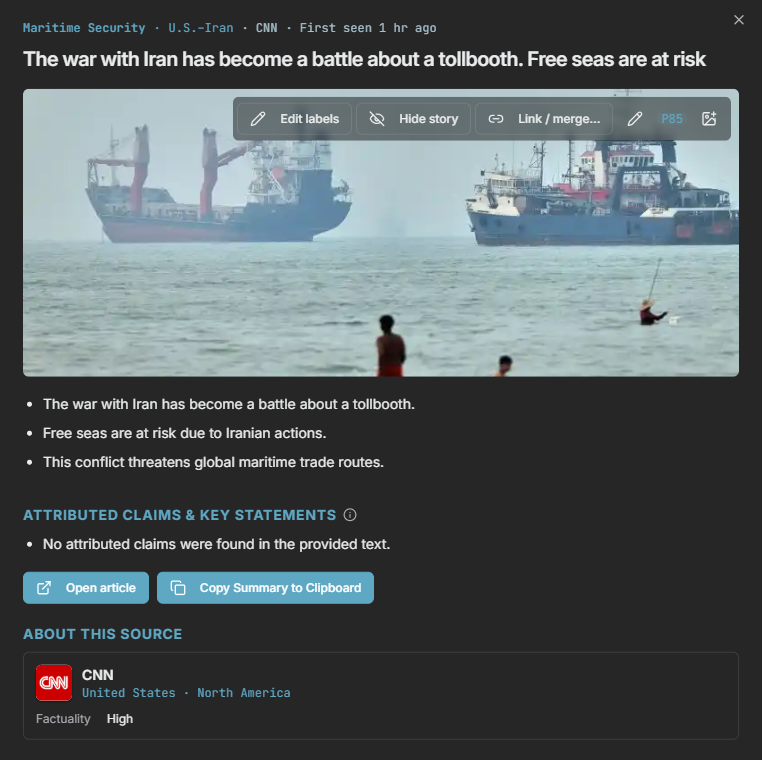 Maritime Security · U.S.-Iran · CNN · First seen 1 hr ago
The war with Iran has become a battle about a tollbooth. Free seas are at risk
Edit labels
Hide story
Link / merge...
P85
The war with Iran has become a battle about a tollbooth.
Free seas are at risk due to Iranian actions.
This conflict threatens global maritime trade routes.
ATTRIBUTED CLAIMS & KEY STATEMENTS
No attributed claims were found in the provided text.
Open article
Copy Summary to Clipboard
ABOUT THIS SOURCE
CNN
CNN
United States · North America
Factuality High